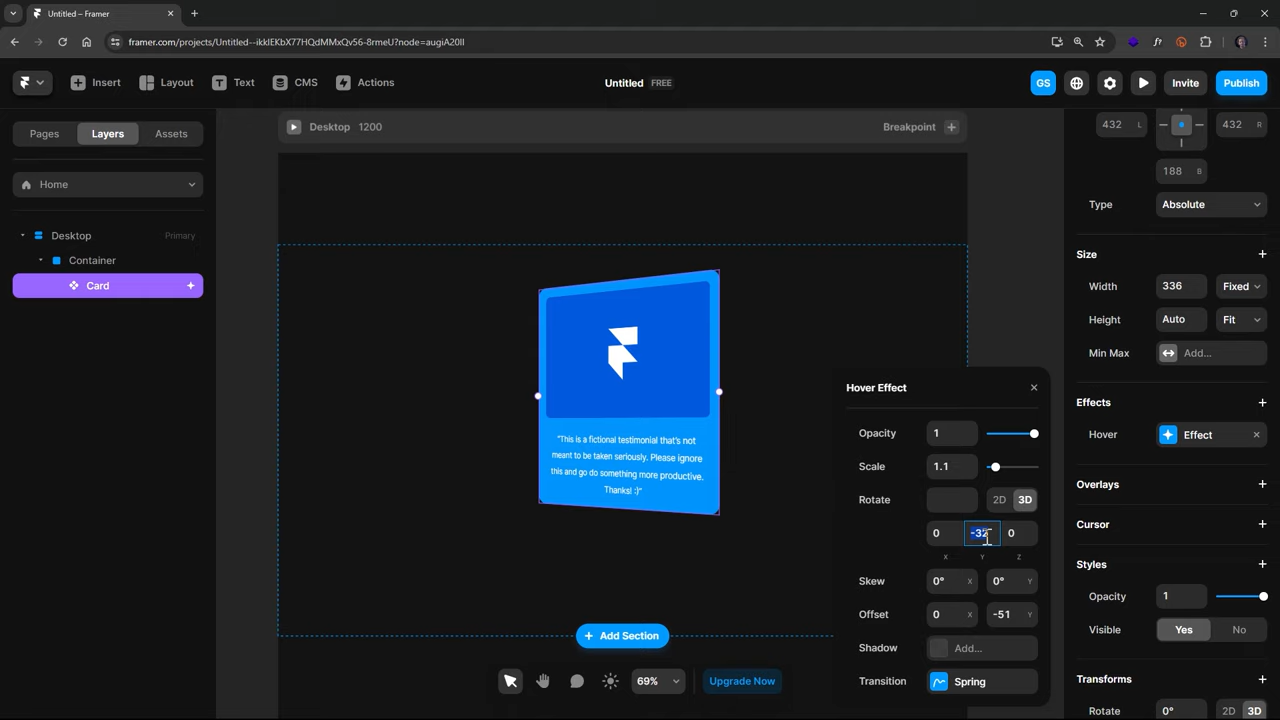 Untitled – Framer
framer.com/projects/Untitled--ikklEKbX77HQdMMxQv56-8rmeU?node=augiA20Il
Insert
Layout
Text
CMS
Actions
Untitled FREE
GS
Invite
Publish
Pages
Layers
Assets
Home
Desktop Primary
Container
Card
Desktop 1200
Breakpoint
"This is a fictional testimonial that's not
meant to be taken seriously. Please ignore
this and go do something more productive.
Thanks! :)"
Add Section
69%
Upgrade Now
Hover Effect
Opacity 1
Scale 1.1
Rotate 2D 3D
0 -32 0
X Y Z
Skew 0° X 0° Y
Offset 0 X -51 Y
Shadow Add...
Transition Spring
432 L 432 R
188 B
Type Absolute
Size
Width 336 Fixed
Height Auto Fit
Min Max Add...
Effects
Hover Effect
Overlays
Cursor
Styles
Opacity 1
Visible Yes No
Transforms
Rotate 0° 2D 3D